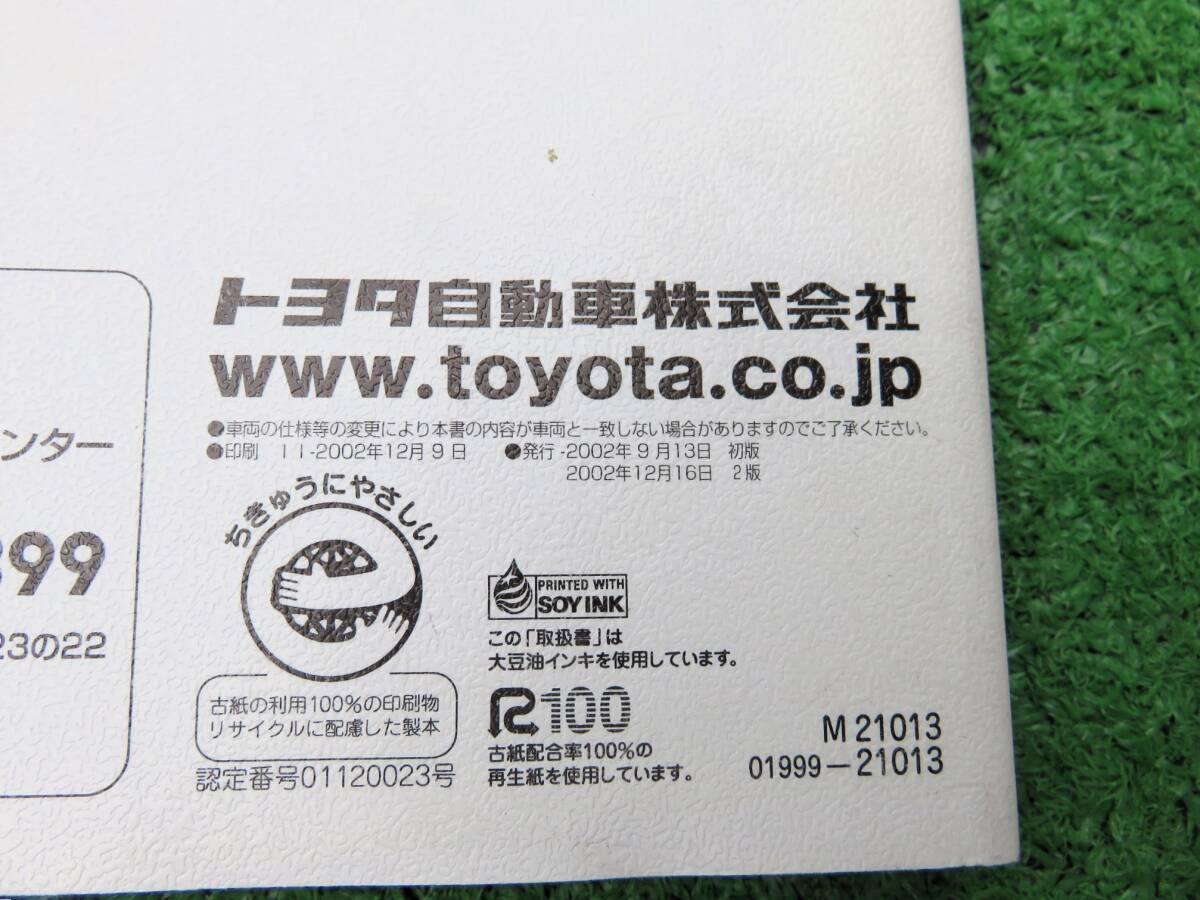 トヨタ自動車株式会社
www.toyota.co.jp
●車両の仕様等の変更により本書の内容が車両と一致しない場合がありますのでご了承ください。
●印刷 11-2002年12月9日 ●発行-2002年9月13日 初版
2002年12月16日 2版
ンター
399
23の22
ちきゅうにやさしい
古紙の利用100%の印刷物
リサイクルに配慮した製本
認定番号01120023号
PRINTED WITH
SOY INK
この「取扱書」は
大豆油インキを使用しています。
R100
古紙配合率100%の
再生紙を使用しています。
M 21013
01999-21013